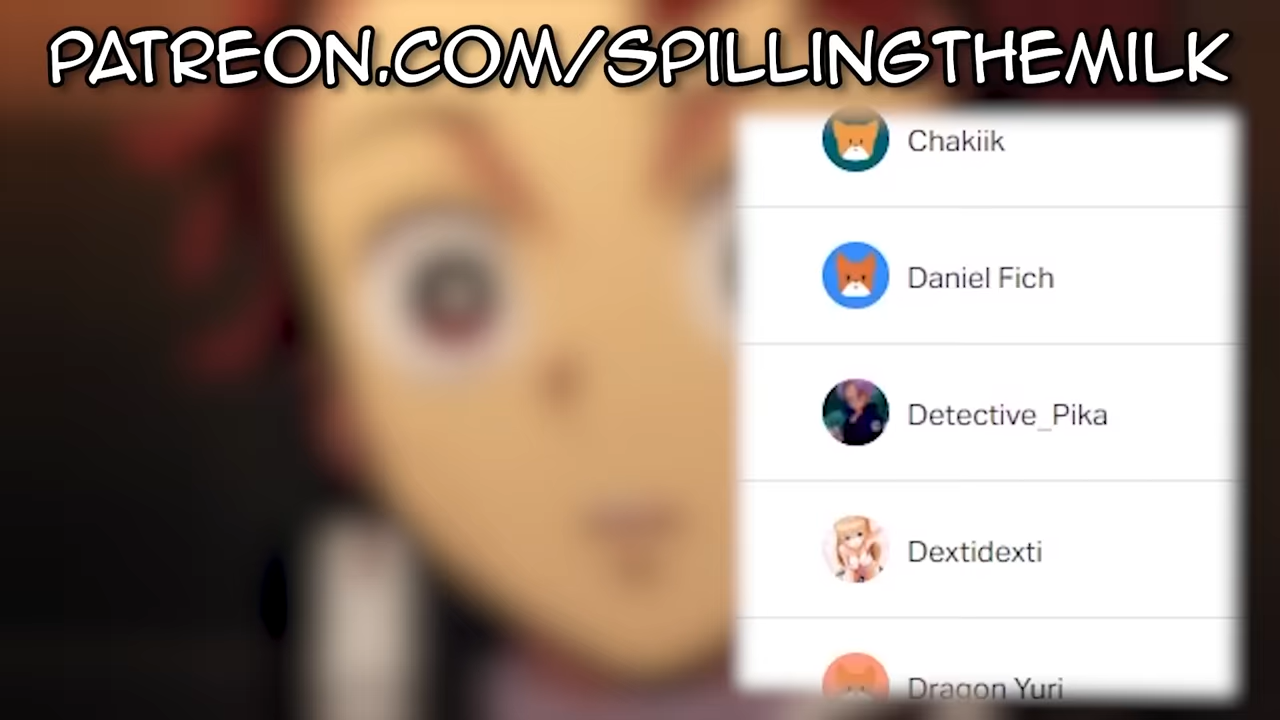 PATREON.COM/SPILLINGTHEMILK
Chakiik
Daniel Fich
Detective_Pika
Dextidexti
Dragon Yuri